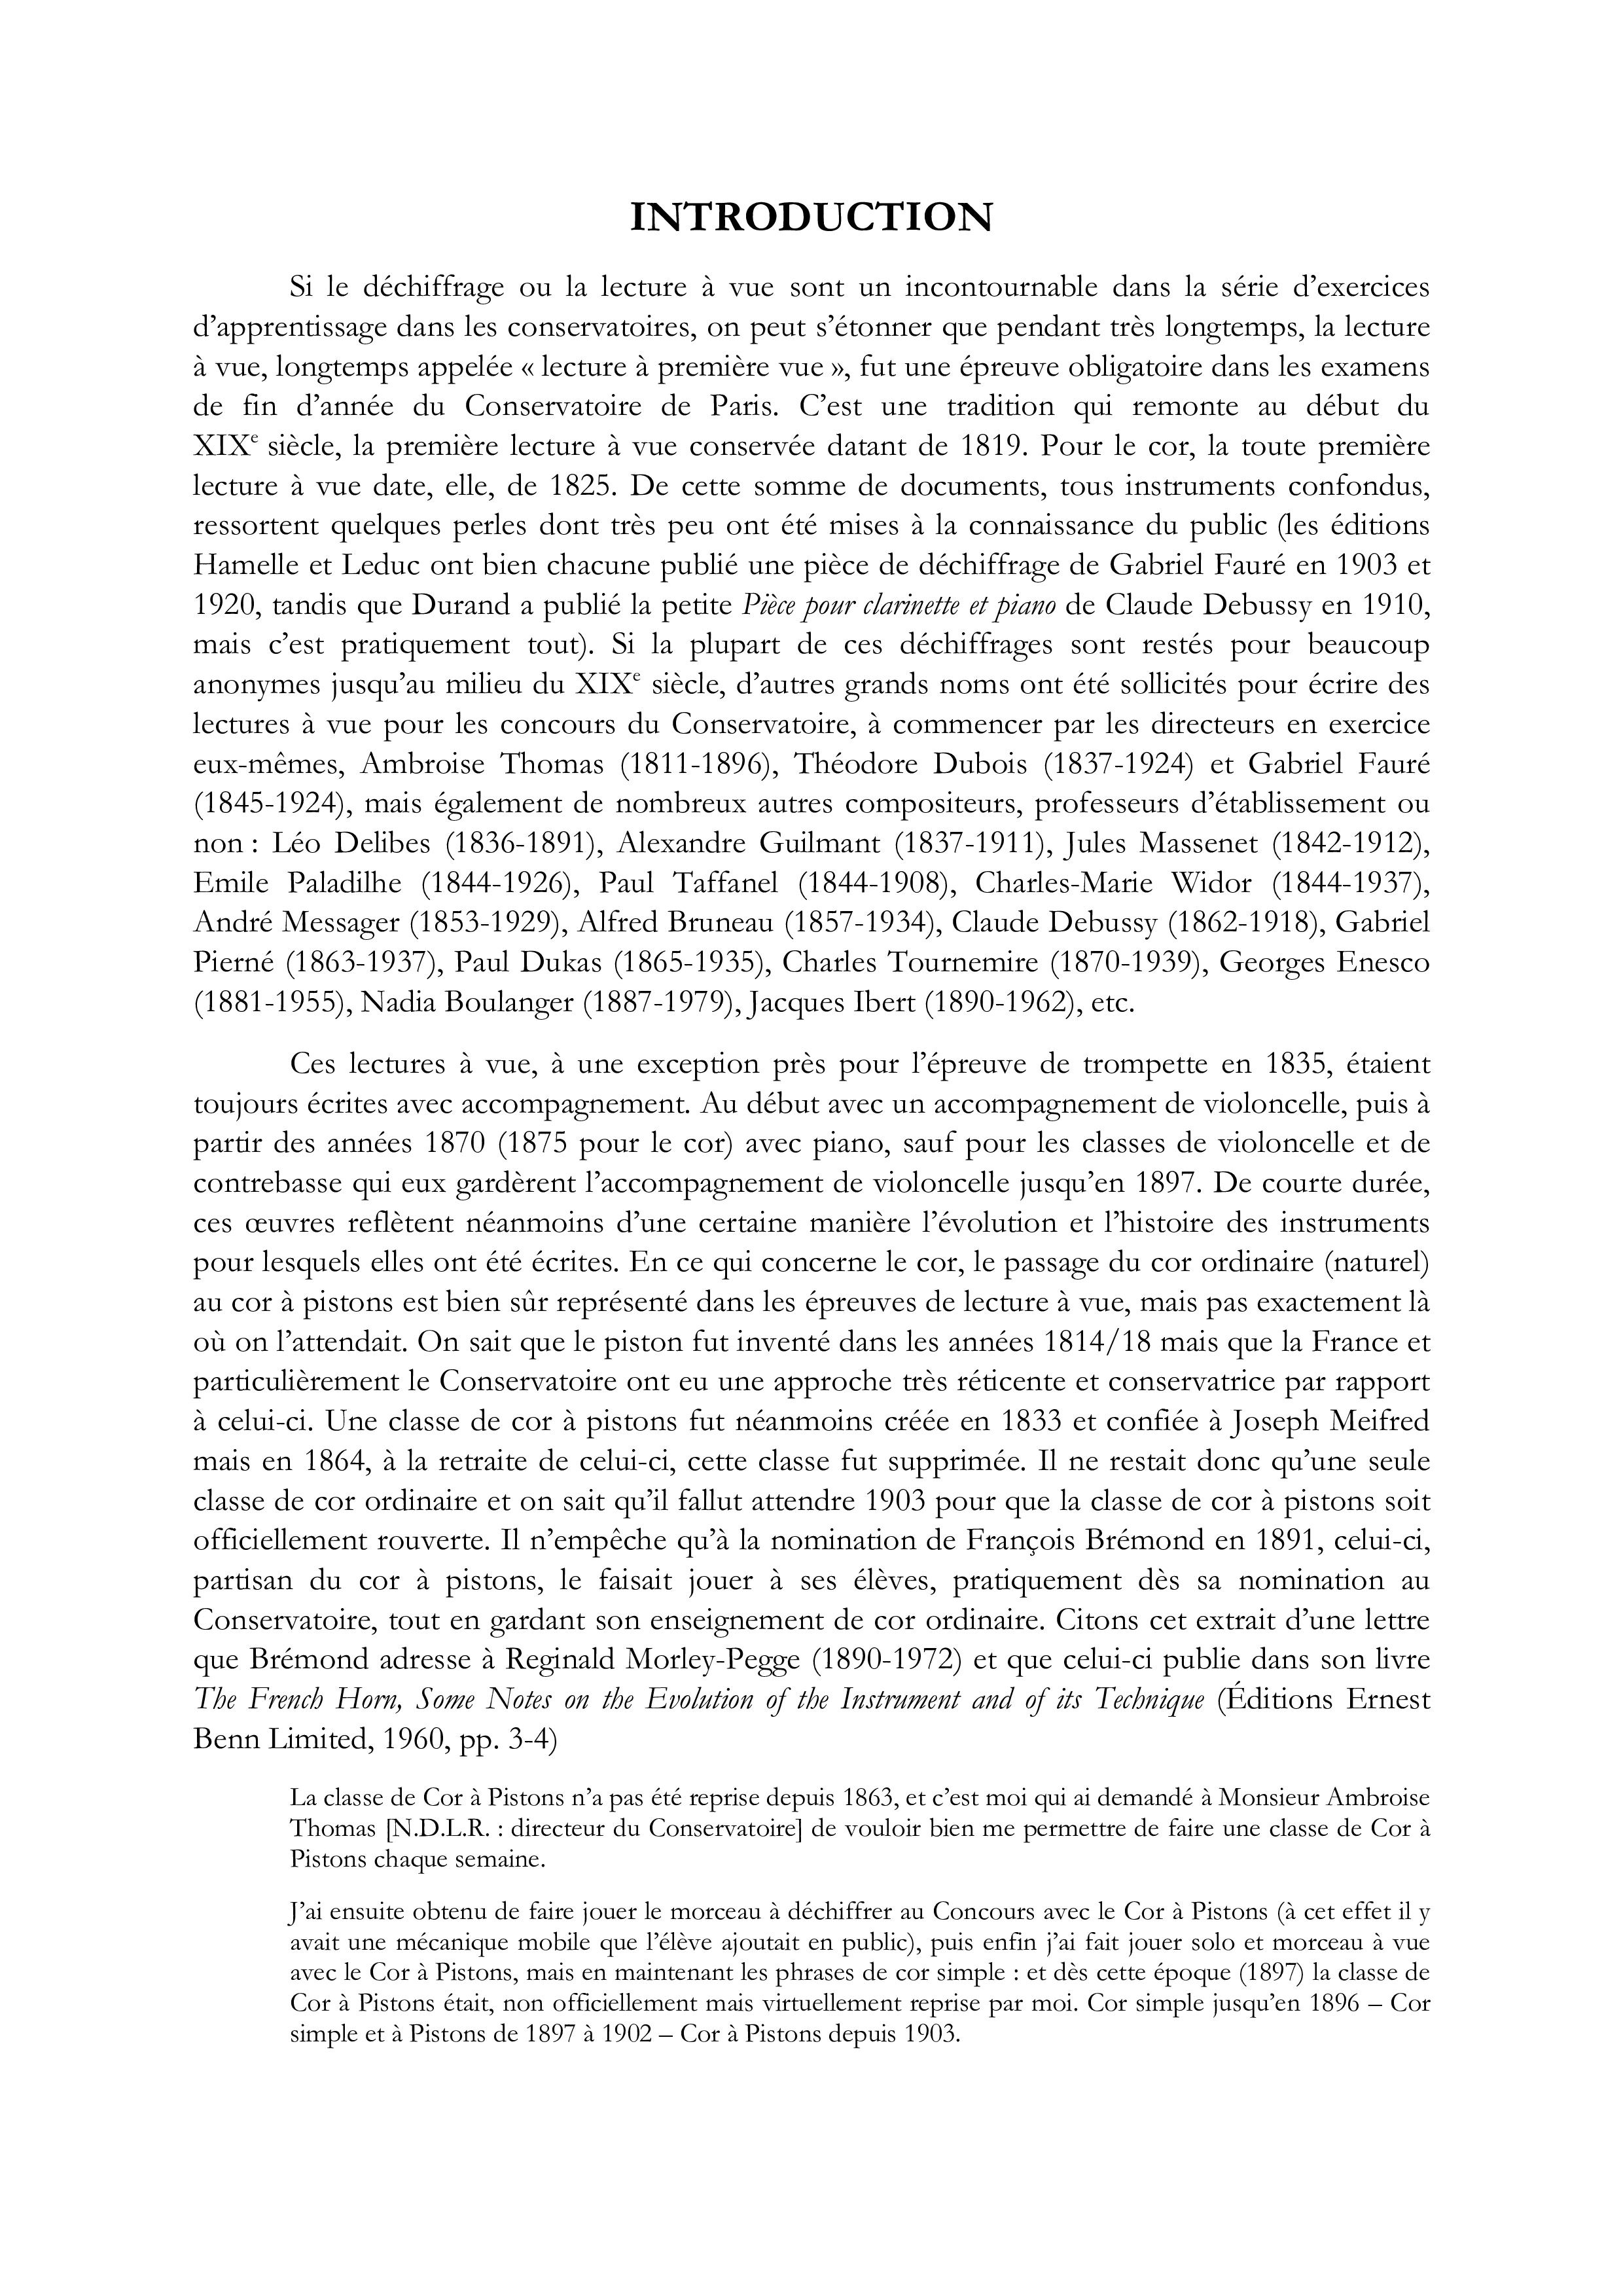 INTRODUCTION
Si le déchiffrage ou la lecture à vue sont un incontournable dans la série d’exercices
d’apprentissage dans les conservatoires, on peut s’étonner que pendant très longtemps, la lecture
à vue, longtemps appelée « lecture à première vue », fut une épreuve obligatoire dans les examens
de fin d’année du Conservatoire de Paris. C’est une tradition qui remonte au début du
XIXe siècle, la première lecture à vue conservée datant de 1819. Pour le cor, la toute première
lecture à vue date, elle, de 1825. De cette somme de documents, tous instruments confondus,
ressortent quelques perles dont très peu ont été mises à la connaissance du public (les éditions
Hamelle et Leduc ont bien chacune publié une pièce de déchiffrage de Gabriel Fauré en 1903 et
1920, tandis que Durand a publié la petite Pièce pour clarinette et piano de Claude Debussy en 1910,
mais c’est pratiquement tout). Si la plupart de ces déchiffrages sont restés pour beaucoup
anonymes jusqu’au milieu du XIXe siècle, d’autres grands noms ont été sollicités pour écrire des
lectures à vue pour les concours du Conservatoire, à commencer par les directeurs en exercice
eux-mêmes, Ambroise Thomas (1811-1896), Théodore Dubois (1837-1924) et Gabriel Fauré
(1845-1924), mais également de nombreux autres compositeurs, professeurs d’établissement ou
non : Léo Delibes (1836-1891), Alexandre Guilmant (1837-1911), Jules Massenet (1842-1912),
Emile Paladilhe (1844-1926), Paul Taffanel (1844-1908), Charles-Marie Widor (1844-1937),
André Messager (1853-1929), Alfred Bruneau (1857-1934), Claude Debussy (1862-1918), Gabriel
Pierné (1863-1937), Paul Dukas (1865-1935), Charles Tournemire (1870-1939), Georges Enesco
(1881-1955), Nadia Boulanger (1887-1979), Jacques Ibert (1890-1962), etc.
Ces lectures à vue, à une exception près pour l’épreuve de trompette en 1835, étaient
toujours écrites avec accompagnement. Au début avec un accompagnement de violoncelle, puis à
partir des années 1870 (1875 pour le cor) avec piano, sauf pour les classes de violoncelle et de
contrebasse qui eux gardèrent l’accompagnement de violoncelle jusqu’en 1897. De courte durée,
ces œuvres reflètent néanmoins d’une certaine manière l’évolution et l’histoire des instruments
pour lesquels elles ont été écrites. En ce qui concerne le cor, le passage du cor ordinaire (naturel)
au cor à pistons est bien sûr représenté dans les épreuves de lecture à vue, mais pas exactement là
où on l’attendait. On sait que le piston fut inventé dans les années 1814/18 mais que la France et
particulièrement le Conservatoire ont eu une approche très réticente et conservatrice par rapport
à celui-ci. Une classe de cor à pistons fut néanmoins créée en 1833 et confiée à Joseph Meifred
mais en 1864, à la retraite de celui-ci, cette classe fut supprimée. Il ne restait donc qu’une seule
classe de cor ordinaire et on sait qu’il fallut attendre 1903 pour que la classe de cor à pistons soit
officiellement rouverte. Il n’empêche qu’à la nomination de François Brémond en 1891, celui-ci,
partisan du cor à pistons, le faisait jouer à ses élèves, pratiquement dès sa nomination au
Conservatoire, tout en gardant son enseignement de cor ordinaire. Citons cet extrait d’une lettre
que Brémond adresse à Reginald Morley-Pegge (1890-1972) et que celui-ci publie dans son livre
The French Horn, Some Notes on the Evolution of the Instrument and of its Technique (Éditions Ernest
Benn Limited, 1960, pp. 3-4)
La classe de Cor à Pistons n’a pas été reprise depuis 1863, et c’est moi qui ai demandé à Monsieur Ambroise
Thomas [N.D.L.R. : directeur du Conservatoire] de vouloir bien me permettre de faire une classe de Cor à
Pistons chaque semaine.
J’ai ensuite obtenu de faire jouer le morceau à déchiffrer au Concours avec le Cor à Pistons (à cet effet il y
avait une mécanique mobile que l’élève ajoutait en public), puis enfin j’ai fait jouer solo et morceau à vue
avec le Cor à Pistons, mais en maintenant les phrases de cor simple : et dès cette époque (1897) la classe de
Cor à Pistons était, non officiellement mais virtuellement reprise par moi. Cor simple jusqu’en 1896 – Cor
simple et à Pistons de 1897 à 1902 – Cor à Pistons depuis 1903.